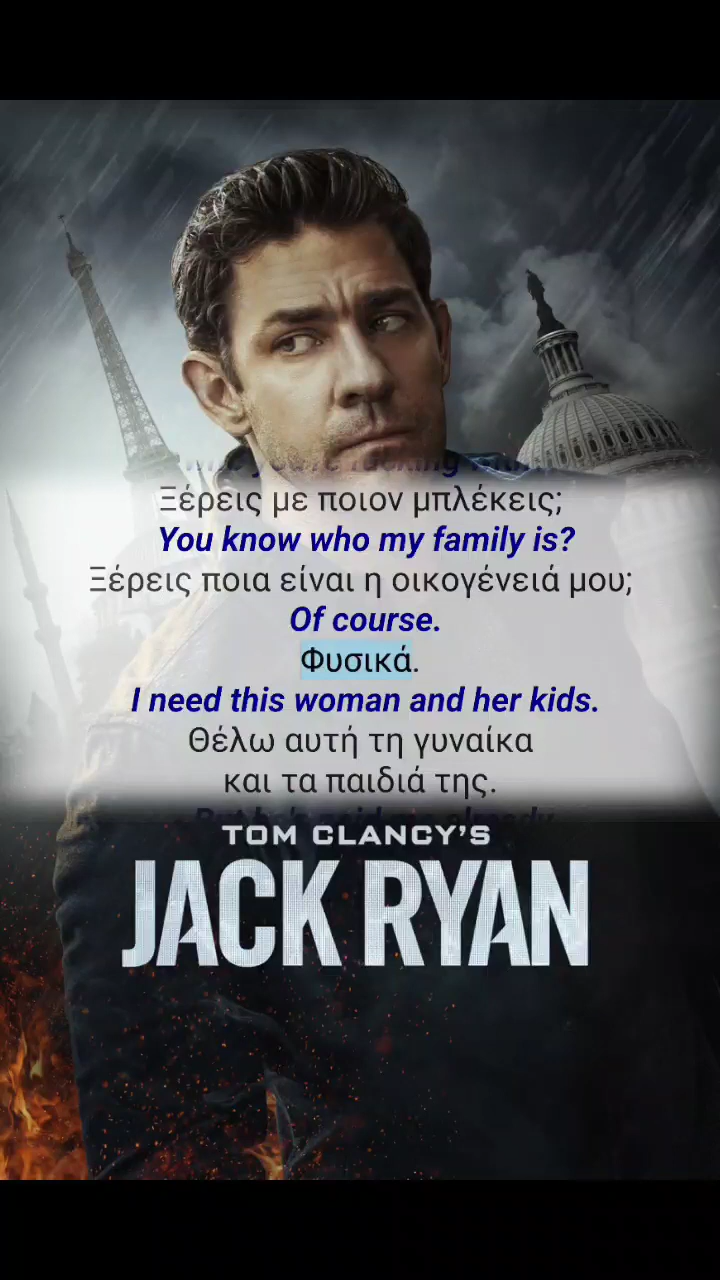 Ξέρεις με ποιον μπλέκεις;
You know who my family is?
Ξέρεις ποια είναι η οικογένειά μου;
Of course.
Φυσικά.
I need this woman and her kids.
Θέλω αυτή τη γυναίκα
και τα παιδιά της.
TOM CLANCY'S
JACK RYAN